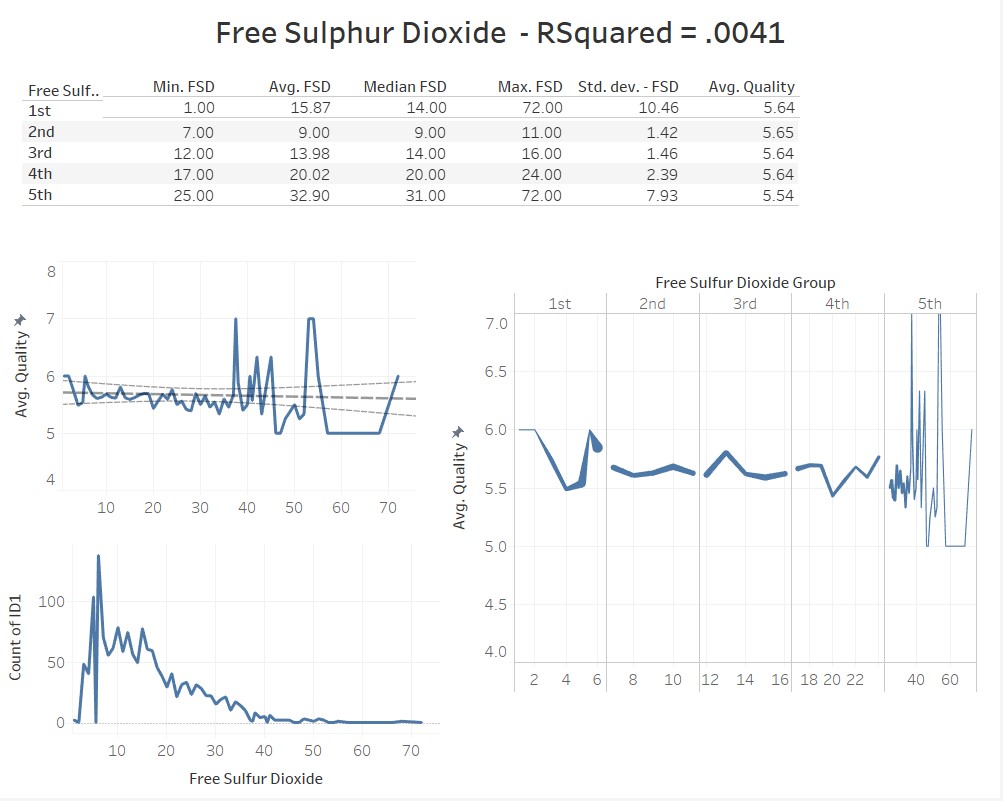 Free Sulphur Dioxide - RSquared = .0041
Free Sulf.. Min. FSD Avg. FSD Median FSD Max. FSD Std. dev. - FSD Avg. Quality
1st 1.00 15.87 14.00 72.00 10.46 5.64
2nd 7.00 9.00 9.00 11.00 1.42 5.65
3rd 12.00 13.98 14.00 16.00 1.46 5.64
4th 17.00 20.02 20.00 24.00 2.39 5.64
5th 25.00 32.90 31.00 72.00 7.93 5.54
8
7
6
5
4
Avg. Quality
10 20 30 40 50 60 70
100
50
0
Count of ID1
10 20 30 40 50 60 70
Free Sulfur Dioxide
Free Sulfur Dioxide Group
1st 2nd 3rd 4th 5th
7.0
6.5
6.0
5.5
5.0
4.5
4.0
Avg. Quality
2 4 6 8 10 12 14 16 18 20 22 40 60